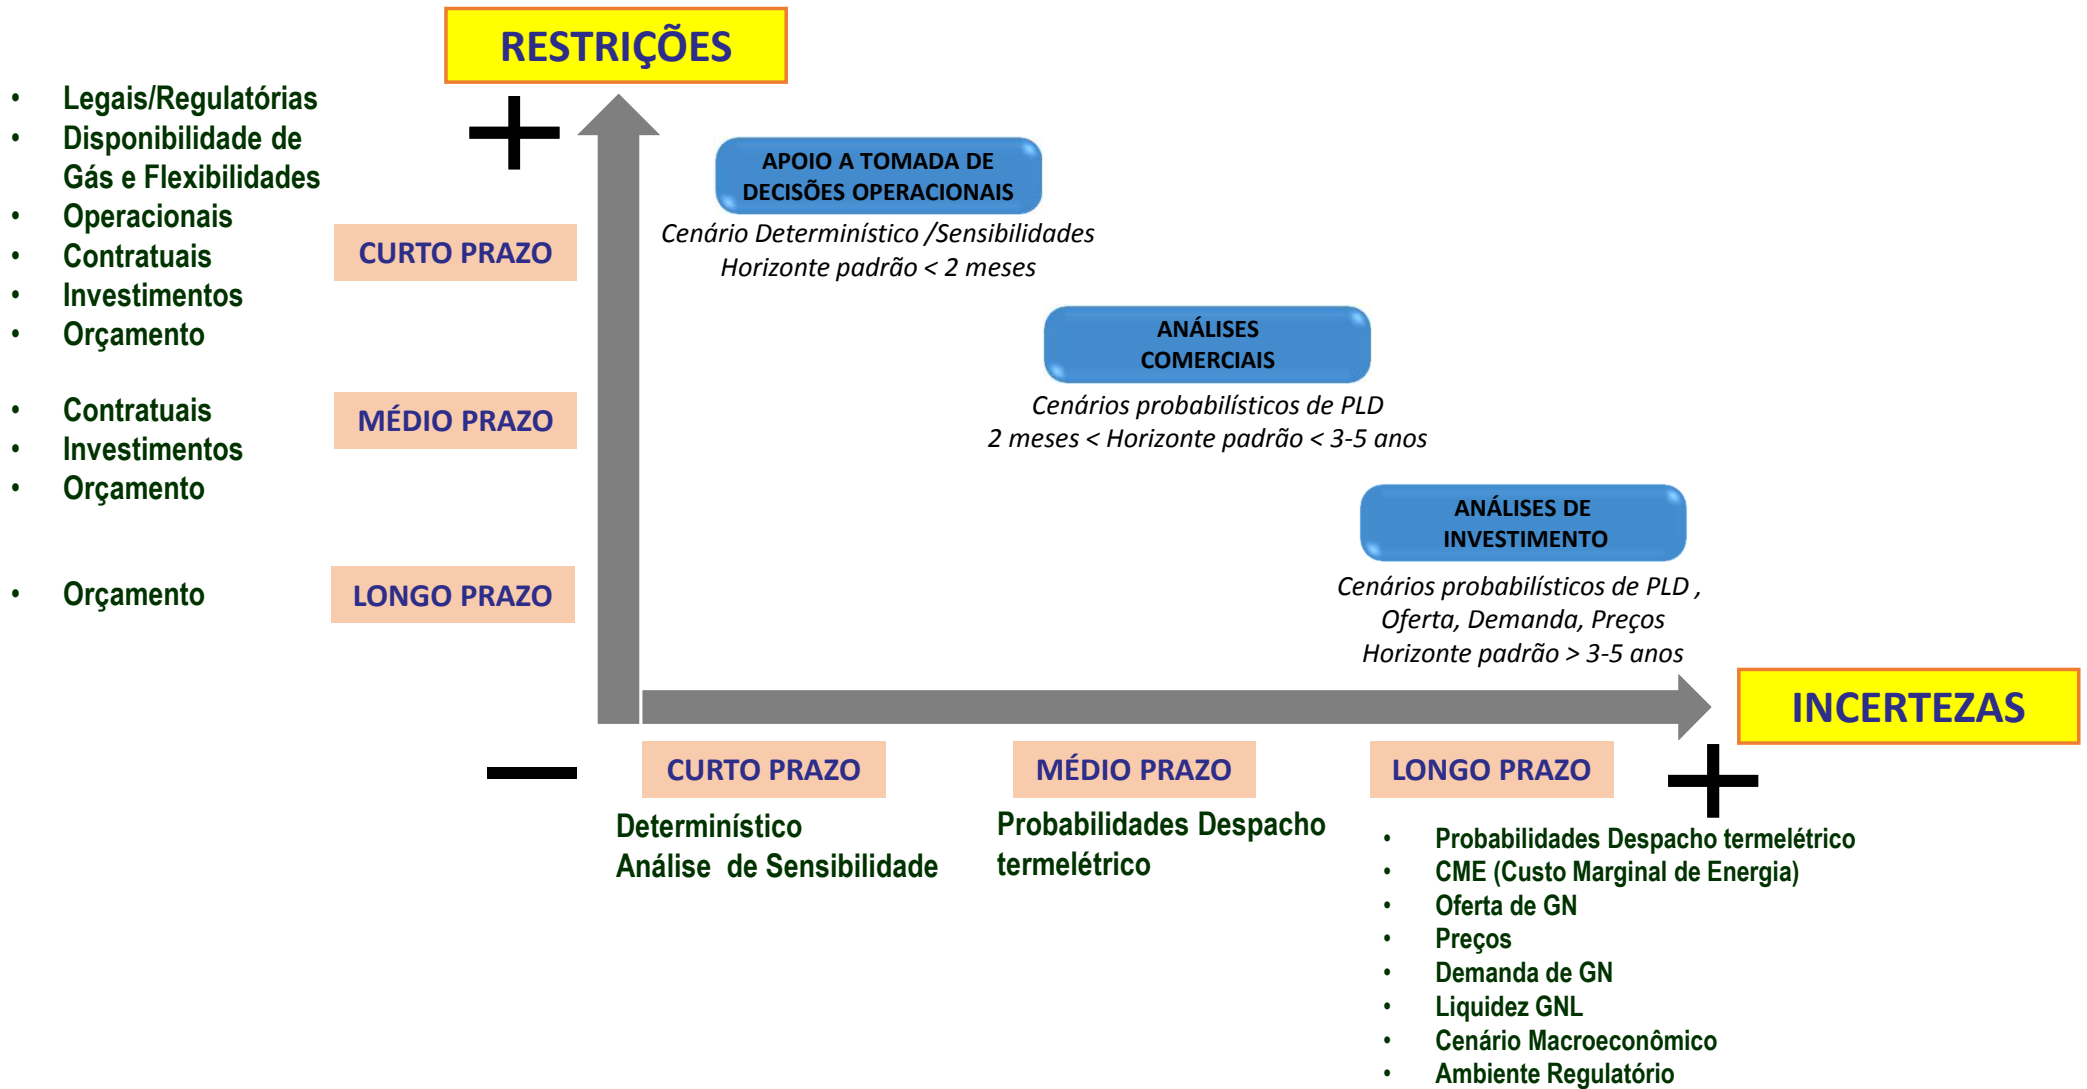 RESTRIÇÕES
• Legais/Regulatórias
• Disponibilidade de
Gás e Flexibilidades
• Operacionais
• Contratuais
• Investimentos
• Orçamento
CURTO PRAZO
• Contratuais
• Investimentos
• Orçamento
MÉDIO PRAZO
• Orçamento
LONGO PRAZO
+
APOIO A TOMADA DE
DECISÕES OPERACIONAIS
Cenário Determinístico /Sensibilidades
Horizonte padrão < 2 meses
ANÁLISES
COMERCIAIS
Cenários probabilísticos de PLD
2 meses < Horizonte padrão < 3-5 anos
ANÁLISES DE
INVESTIMENTO
Cenários probabilísticos de PLD ,
Oferta, Demanda, Preços
Horizonte padrão > 3-5 anos
INCERTEZAS
–
CURTO PRAZO
Determinístico
Análise de Sensibilidade
MÉDIO PRAZO
Probabilidades Despacho
termelétrico
LONGO PRAZO
+
• Probabilidades Despacho termelétrico
• CME (Custo Marginal de Energia)
• Oferta de GN
• Preços
• Demanda de GN
• Liquidez GNL
• Cenário Macroeconômico
• Ambiente Regulatório